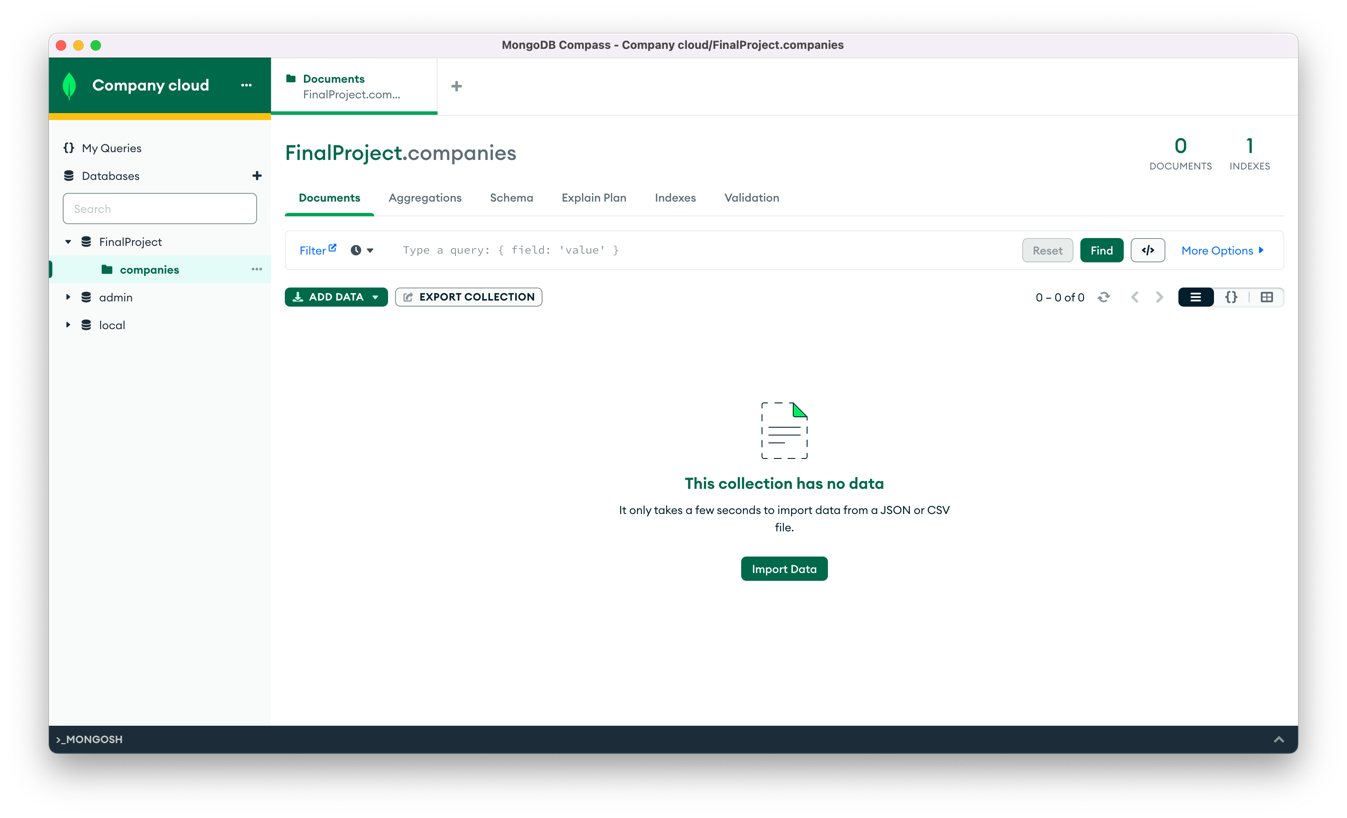 MongoDB Compass - Company cloud/FinalProject.companies
Company cloud
Documents
FinalProject.com...
{} My Queries
Databases
Search
FinalProject
companies
admin
local
FinalProject.companies
0
DOCUMENTS
1
INDEXES
Documents Aggregations Schema Explain Plan Indexes Validation
Filter Type a query: { field: 'value' } Reset Find </> More Options
ADD DATA EXPORT COLLECTION 0 – 0 of 0 {}
This collection has no data
It only takes a few seconds to import data from a JSON or CSV
file.
Import Data
>_MONGOSH